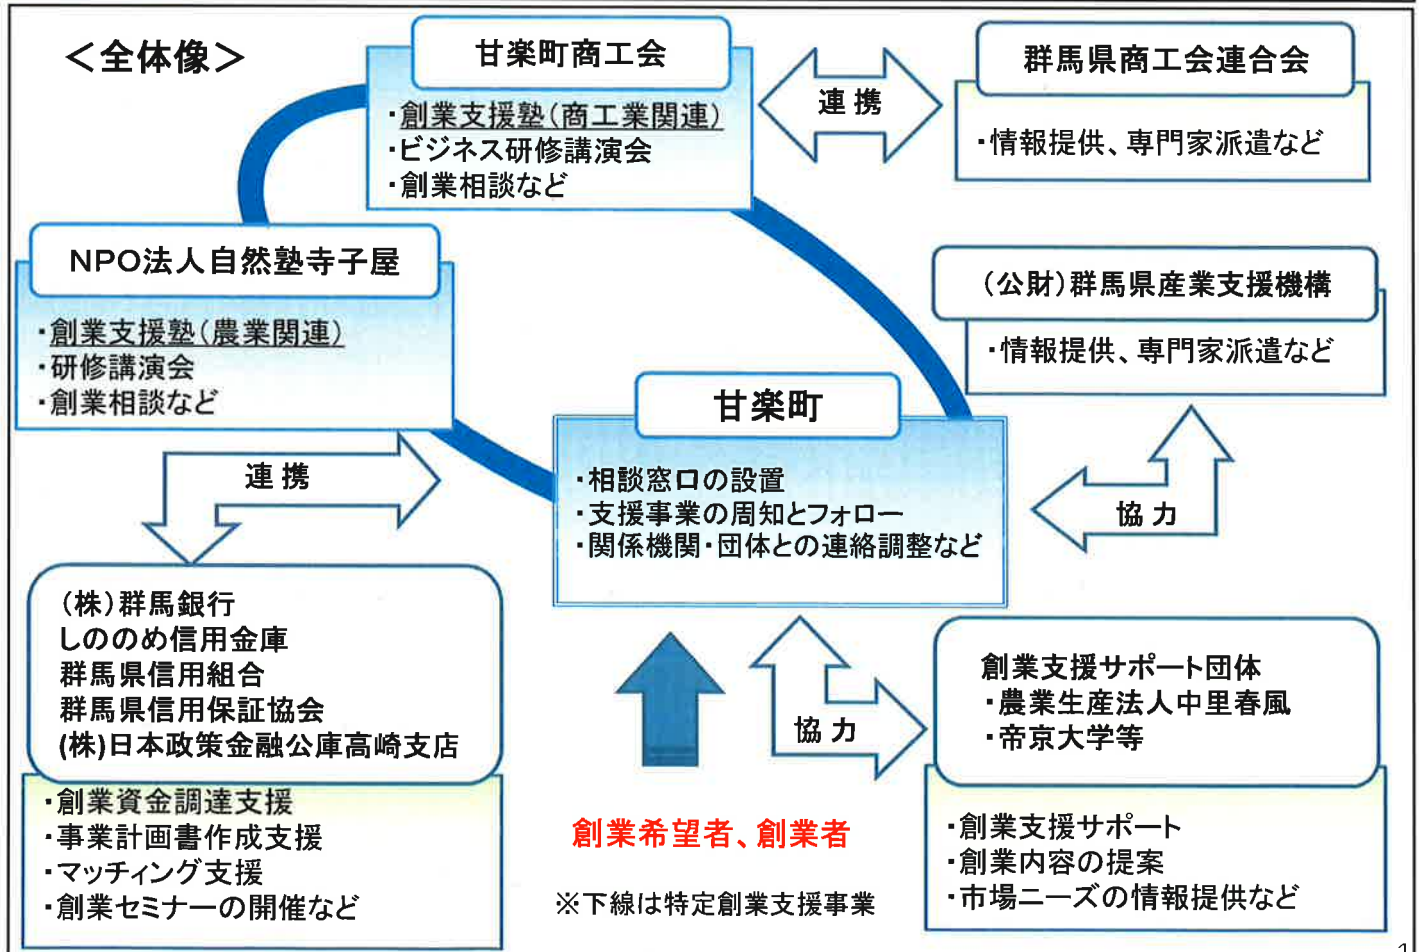 ＜全体像＞
甘楽町商工会
・創業支援塾（商工業関連）
・ビジネス研修講演会
・創業相談など
連 携
群馬県商工会連合会
・情報提供、専門家派遣など
NPO法人自然塾寺子屋
・創業支援塾（農業関連）
・研修講演会
・創業相談など
（公財）群馬県産業支援機構
・情報提供、専門家派遣など
甘楽町
・相談窓口の設置
・支援事業の周知とフォロー
・関係機関・団体との連絡調整など
連 携
協 力
（株）群馬銀行
しののめ信用金庫
群馬県信用組合
群馬県信用保証協会
(株)日本政策金融公庫高崎支店
・創業資金調達支援
・事業計画書作成支援
・マッチィング支援
・創業セミナーの開催など
協 力
創業支援サポート団体
・農業生産法人中里春風
・帝京大学等
・創業支援サポート
・創業内容の提案
・市場ニーズの情報提供など
創業希望者、創業者
※下線は特定創業支援事業
1